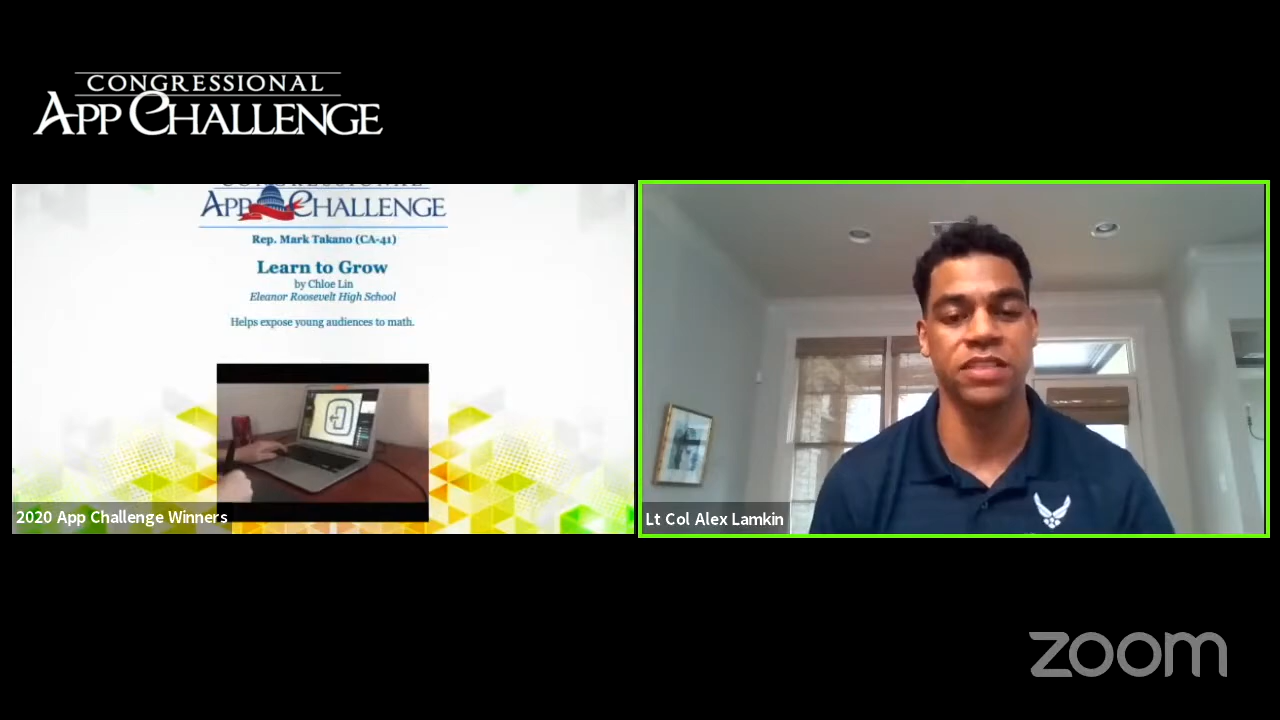 CONGRESSIONAL
APP CHALLENGE
CONGRESSIONAL
APP CHALLENGE
Rep. Mark Takano (CA-41)
Learn to Grow
by Chloe Lin
Eleanor Roosevelt High School
Helps expose young audiences to math.
2020 App Challenge Winners
Lt Col Alex Lamkin
zoom